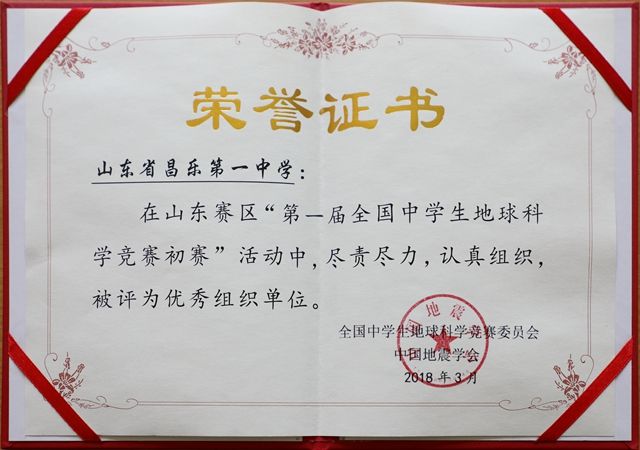 荣誉证书
山东省昌乐第一中学：
在山东赛区“第一届全国中学生地球科
学竞赛初赛”活动中，尽责尽力，认真组织，
被评为优秀组织单位。
全国中学生地球科学竞赛委员会
中国地震学会
2018年3月